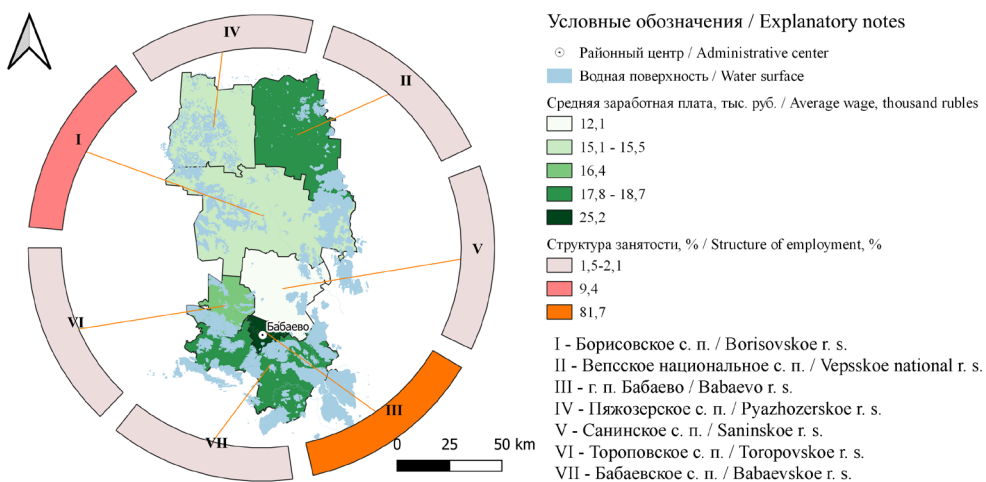 IV
II
I
V
VI
Бабаево
III
VII
0 25 50 km
Условные обозначения / Explanatory notes
Районный центр / Administrative center
Водная поверхность / Water surface
Средняя заработная плата, тыс. руб. / Average wage, thousand rubles
12,1
15,1 - 15,5
16,4
17,8 - 18,7
25,2
Структура занятости, % / Structure of employment, %
1,5-2,1
9,4
81,7
I - Борисовское с. п. / Borisovskoe r. s.
II - Вепсское национальное с. п. / Vepsskoe national r. s.
III - г. п. Бабаево / Babaevo r. s.
IV - Пяжозерское с. п. / Pyazhozerskoe r. s.
V - Санинское с. п. / Saninskoe r. s.
VI - Тороповское с. п. / Toropovskoe r. s.
VII - Бабаевское с. п. / Babaevskoe r. s.